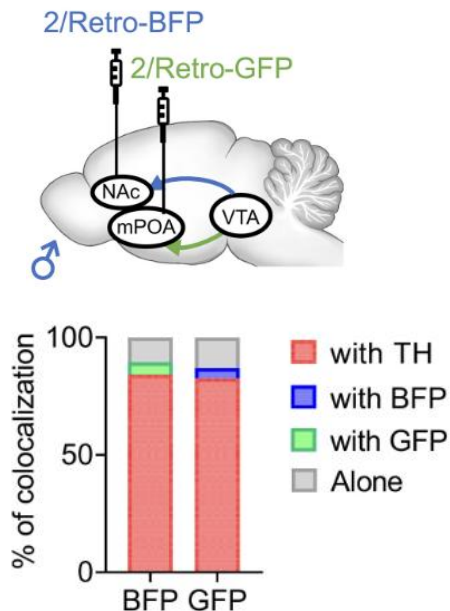 2/Retro-BFP
2/Retro-GFP
NAc
mPOA
VTA
♂
% of colocalization
100
50
0
BFP GFP
with TH
with BFP
with GFP
Alone